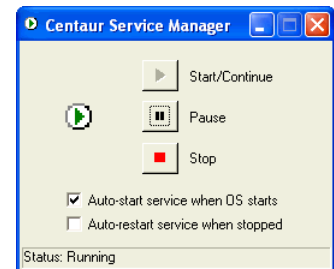 Centaur Service Manager
Start/Continue
Pause
Stop
Auto-start service when OS starts
Auto-restart service when stopped
Status: Running